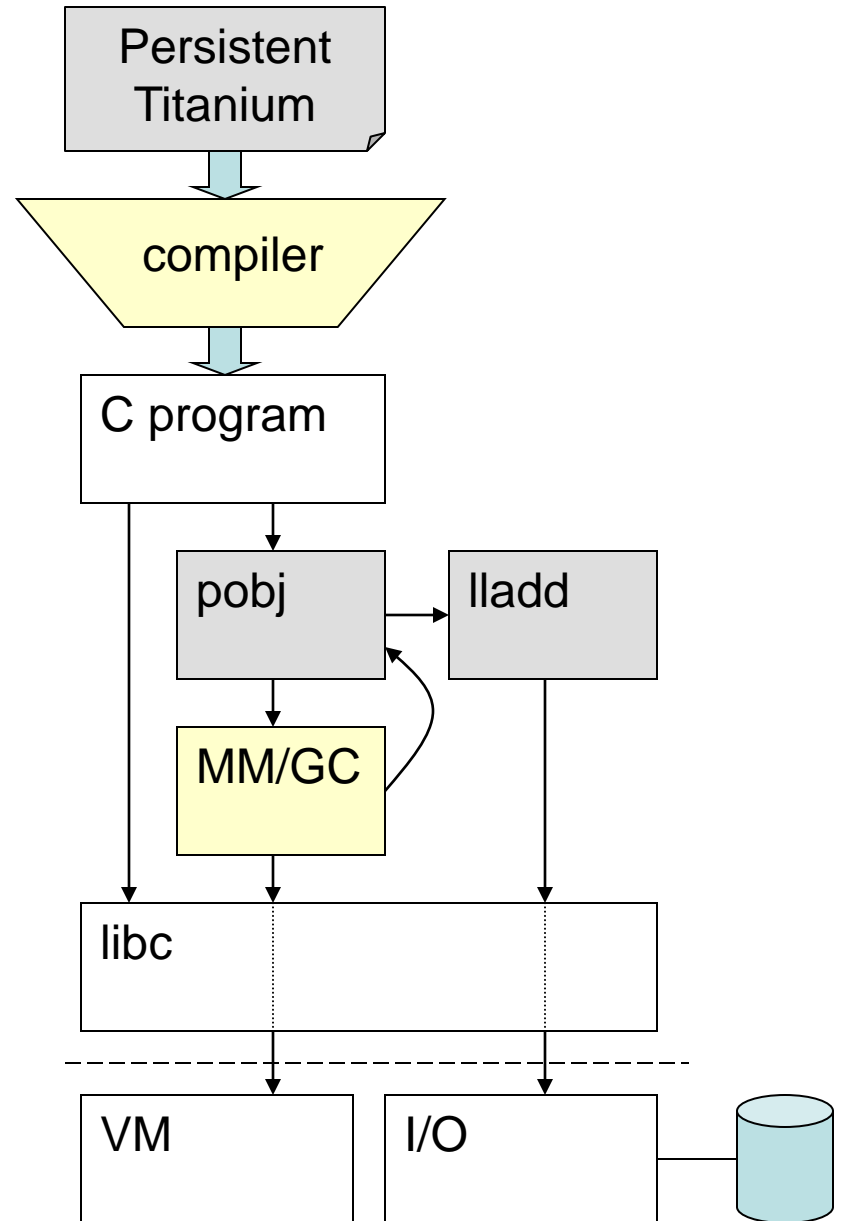 Persistent
Titanium
compiler
C program
pobj
lladd
MM/GC
libc
VM
I/O